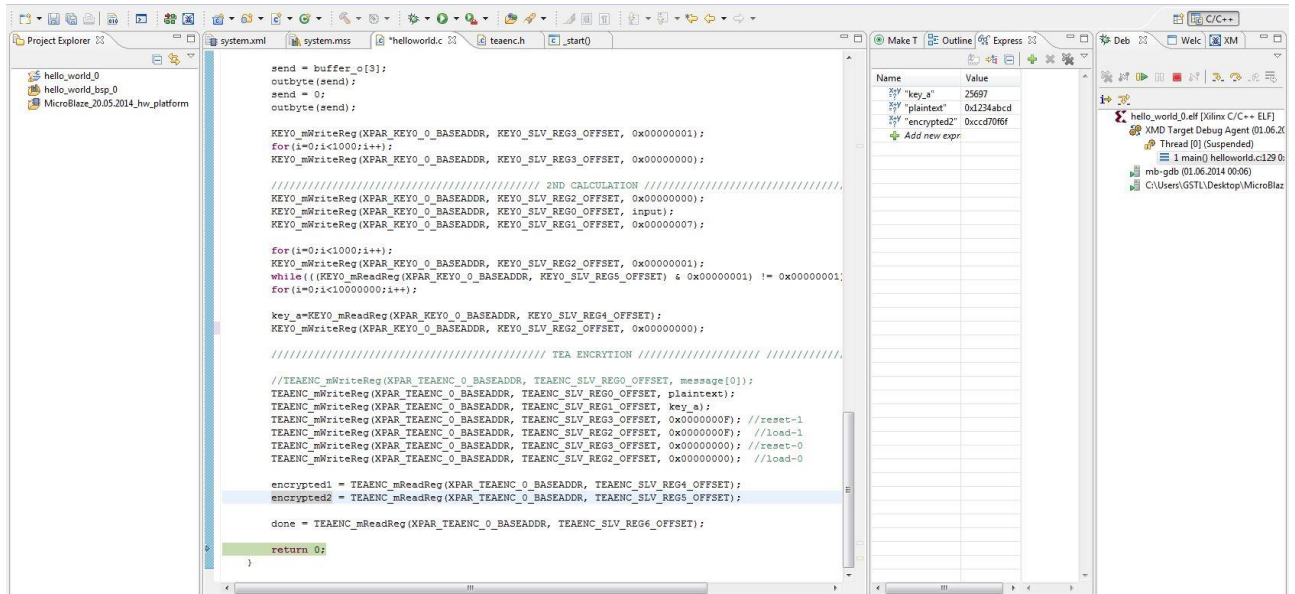 C/C++
Project Explorer
hello_world_0
hello_world_bsp_0
MicroBlaze_20.05.2014_hw_platform
system.xml
system.mss
*helloworld.c
teaenc.h
_start()
send = buffer_o[3];
outbyte(send);
send = 0;
outbyte(send);
KEY0_mWriteReg(XPAR_KEY0_0_BASEADDR, KEY0_SLV_REG3_OFFSET, 0x00000001);
for(i=0;i<1000;i++);
KEY0_mWriteReg(XPAR_KEY0_0_BASEADDR, KEY0_SLV_REG3_OFFSET, 0x00000000);
//////////////////////////////////////////// 2ND CALCULATION ////////////////////////////////
KEY0_mWriteReg(XPAR_KEY0_0_BASEADDR, KEY0_SLV_REG2_OFFSET, 0x00000000);
KEY0_mWriteReg(XPAR_KEY0_0_BASEADDR, KEY0_SLV_REG0_OFFSET, input);
KEY0_mWriteReg(XPAR_KEY0_0_BASEADDR, KEY0_SLV_REG1_OFFSET, 0x00000007);
for(i=0;i<1000;i++);
KEY0_mWriteReg(XPAR_KEY0_0_BASEADDR, KEY0_SLV_REG2_OFFSET, 0x00000001);
while(((KEY0_mReadReg(XPAR_KEY0_0_BASEADDR, KEY0_SLV_REG5_OFFSET) & 0x00000001) != 0x00000001)
for(i=0;i<10000000;i++);
key_a=KEY0_mReadReg(XPAR_KEY0_0_BASEADDR, KEY0_SLV_REG4_OFFSET);
KEY0_mWriteReg(XPAR_KEY0_0_BASEADDR, KEY0_SLV_REG2_OFFSET, 0x00000000);
///////////////////////////////////////////// TEA ENCRYTION //////////////////// /////////////
//TEAENC_mWriteReg(XPAR_TEAENC_0_BASEADDR, TEAENC_SLV_REG0_OFFSET, message[0]);
TEAENC_mWriteReg(XPAR_TEAENC_0_BASEADDR, TEAENC_SLV_REG0_OFFSET, plaintext);
TEAENC_mWriteReg(XPAR_TEAENC_0_BASEADDR, TEAENC_SLV_REG1_OFFSET, key_a);
TEAENC_mWriteReg(XPAR_TEAENC_0_BASEADDR, TEAENC_SLV_REG3_OFFSET, 0x0000000F); //reset-1
TEAENC_mWriteReg(XPAR_TEAENC_0_BASEADDR, TEAENC_SLV_REG2_OFFSET, 0x0000000F); //load-1
TEAENC_mWriteReg(XPAR_TEAENC_0_BASEADDR, TEAENC_SLV_REG3_OFFSET, 0x00000000); //reset-0
TEAENC_mWriteReg(XPAR_TEAENC_0_BASEADDR, TEAENC_SLV_REG2_OFFSET, 0x00000000); //load-0
encrypted1 = TEAENC_mReadReg(XPAR_TEAENC_0_BASEADDR, TEAENC_SLV_REG4_OFFSET);
encrypted2 = TEAENC_mReadReg(XPAR_TEAENC_0_BASEADDR, TEAENC_SLV_REG5_OFFSET);
done = TEAENC_mReadReg(XPAR_TEAENC_0_BASEADDR, TEAENC_SLV_REG6_OFFSET);
return 0;
}
Make T
Outline
Express
Name Value
"key_a" 25697
"plaintext" 0x1234abcd
"encrypted2" 0xccd70f6f
Add new expr
Deb
Welc
XM
hello_world_0.elf [Xilinx C/C++ ELF]
XMD Target Debug Agent (01.06.20
Thread [0] (Suspended)
1 main() helloworld.c:129 0:
mb-gdb (01.06.2014 00:06)
C:\Users\GSTL\Desktop\MicroBlaz